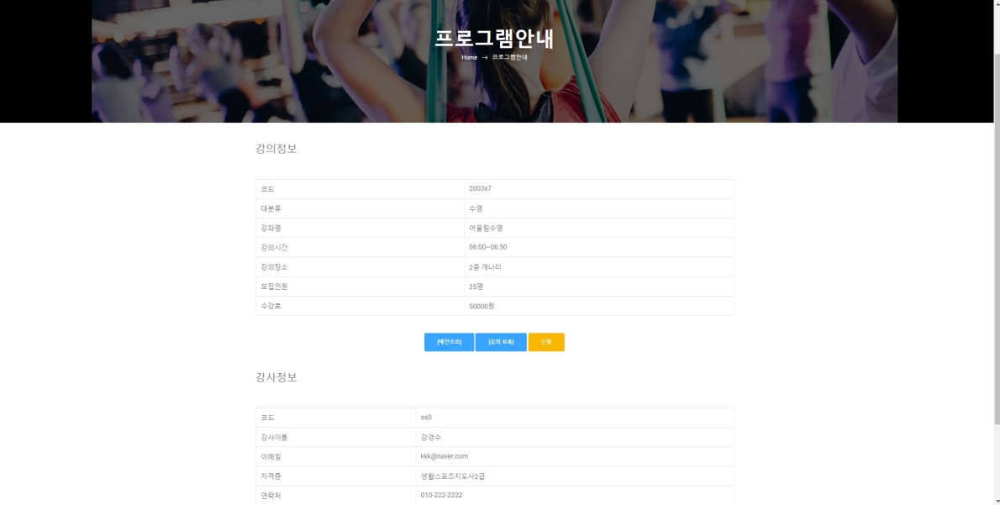 프로그램안내
Home → 프로그램안내
강의정보
코드 2003s7
대분류 수영
강좌명 어울림수영
강의시간 06:00~06:50
강의장소 2층 개나리
모집인원 25명
수강료 50000원
[메인으로] [강좌 목록] 신청
강사정보
코드 ss0
강사이름 강경수
이메일 kkk@naver.com
자격증 생활스포츠지도사2급
연락처 010-222-2222